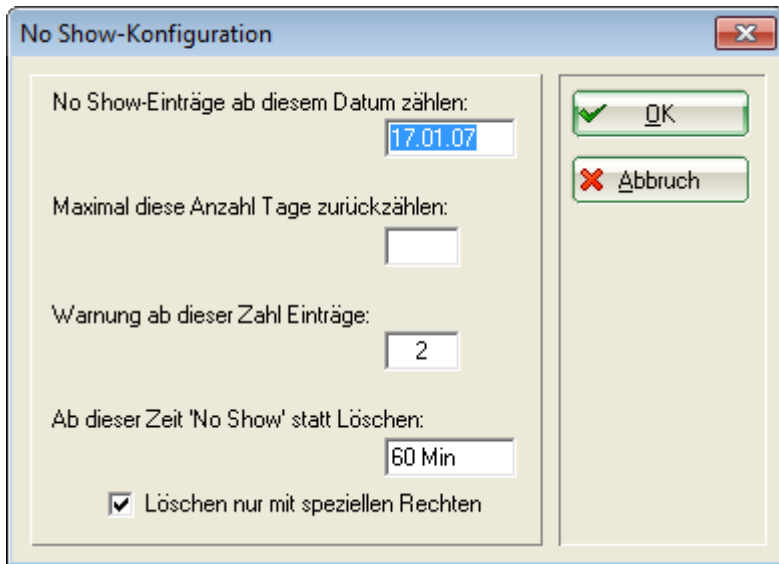 No Show-Konfiguration
No Show-Einträge ab diesem Datum zählen:
17.01.07
Maximal diese Anzahl Tage zurückzählen:
Warnung ab dieser Zahl Einträge:
2
Ab dieser Zeit 'No Show' statt Löschen:
60 Min
Löschen nur mit speziellen Rechten
OK
Abbruch